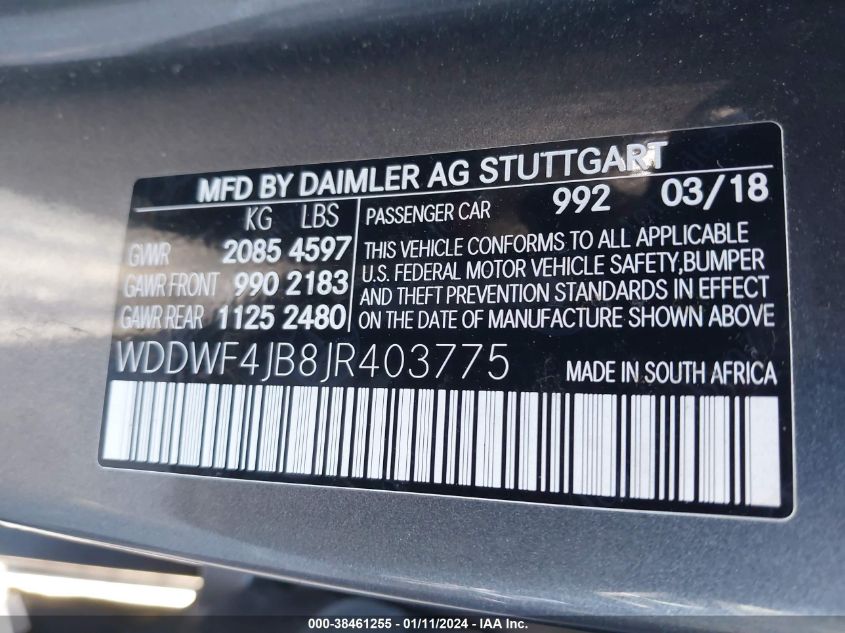 MFD BY DAIMLER AG STUTTGART
KG LBS
GVWR 2085 4597
GAWR FRONT 990 2183
GAWR REAR 1125 2480
PASSENGER CAR 992 03/18
THIS VEHICLE CONFORMS TO ALL APPLICABLE
U.S. FEDERAL MOTOR VEHICLE SAFETY,BUMPER
AND THEFT PREVENTION STANDARDS IN EFFECT
ON THE DATE OF MANUFACTURE SHOWN ABOVE
WDDWF4JB8JR403775 MADE IN SOUTH AFRICA
000-38461255 - 01/11/2024 - IAA Inc.